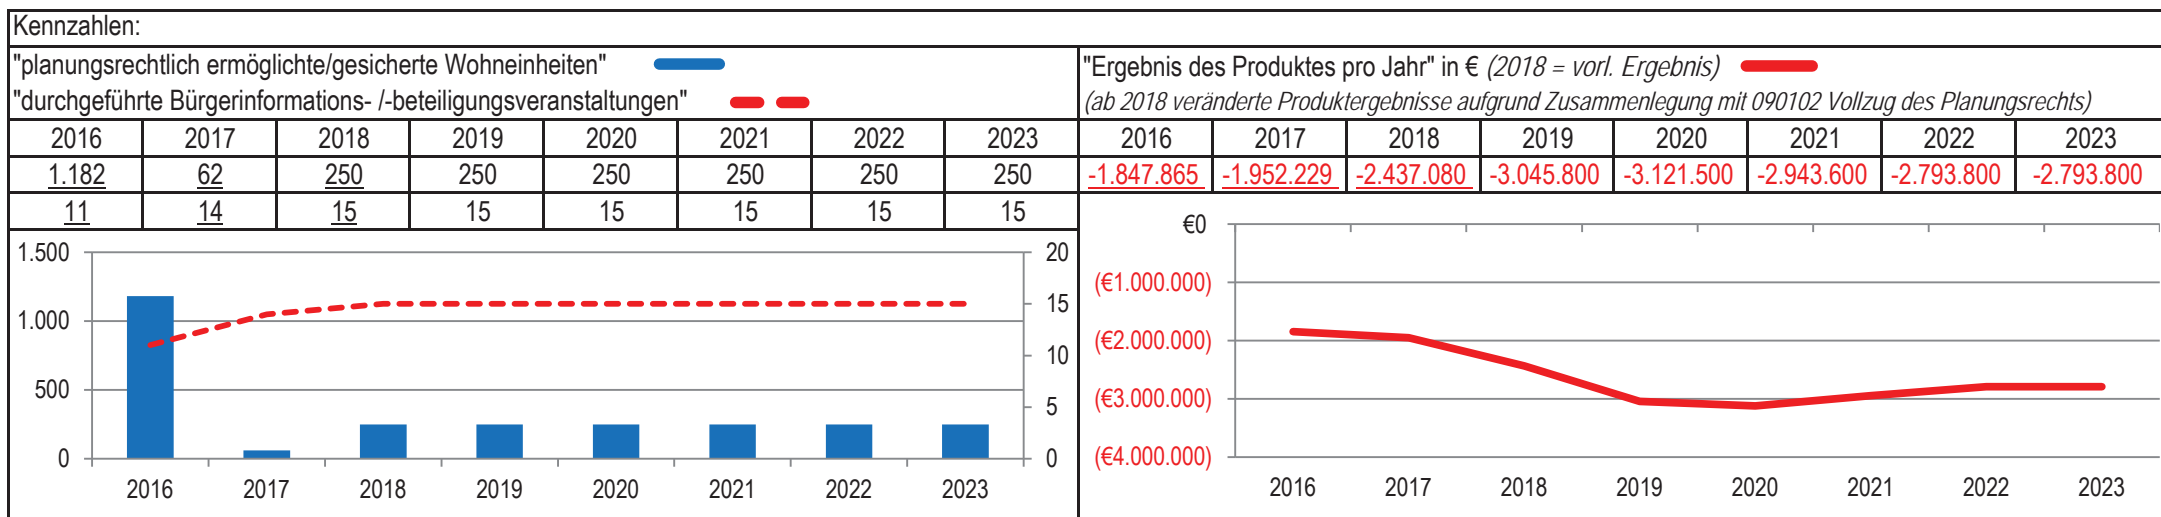 Kennzahlen:
"planungsrechtlich ermöglichte/gesicherte Wohneinheiten"
"durchgeführte Bürgerinformations- /-beteiligungsveranstaltungen"
2016 2017 2018 2019 2020 2021 2022 2023
1.182 62 250 250 250 250 250 250
11 14 15 15 15 15 15 15
1.500
1.000
500
0
20
15
10
5
0
2016 2017 2018 2019 2020 2021 2022 2023
"Ergebnis des Produktes pro Jahr" in € (2018 = vorl. Ergebnis)
(ab 2018 veränderte Produktergebnisse aufgrund Zusammenlegung mit 090102 Vollzug des Planungsrechts)
2016 2017 2018 2019 2020 2021 2022 2023
-1.847.865 -1.952.229 -2.437.080 -3.045.800 -3.121.500 -2.943.600 -2.793.800 -2.793.800
€0
(€1.000.000)
(€2.000.000)
(€3.000.000)
(€4.000.000)
2016 2017 2018 2019 2020 2021 2022 2023